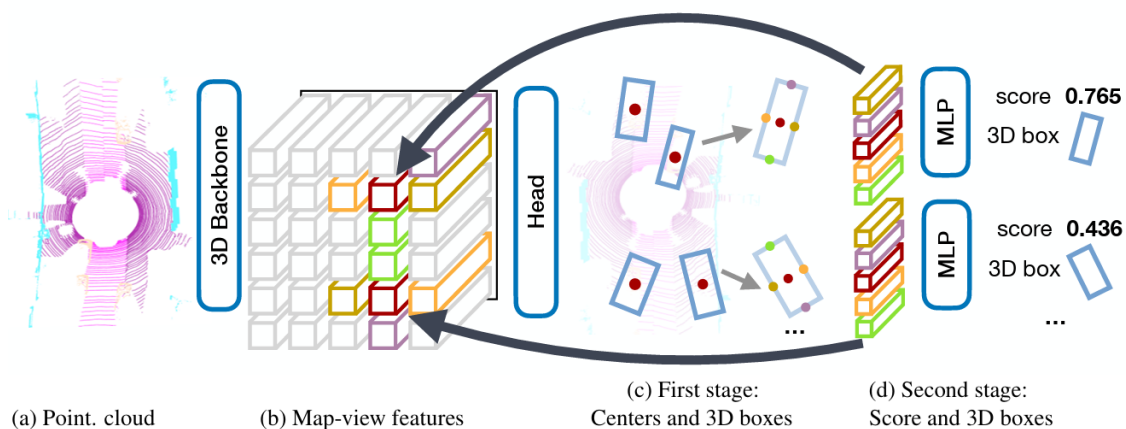 3D Backbone
Head
...
MLP
score 0.765
3D box
MLP
score 0.436
3D box
...
(a) Point. cloud
(b) Map-view features
(c) First stage:
Centers and 3D boxes
(d) Second stage:
Score and 3D boxes